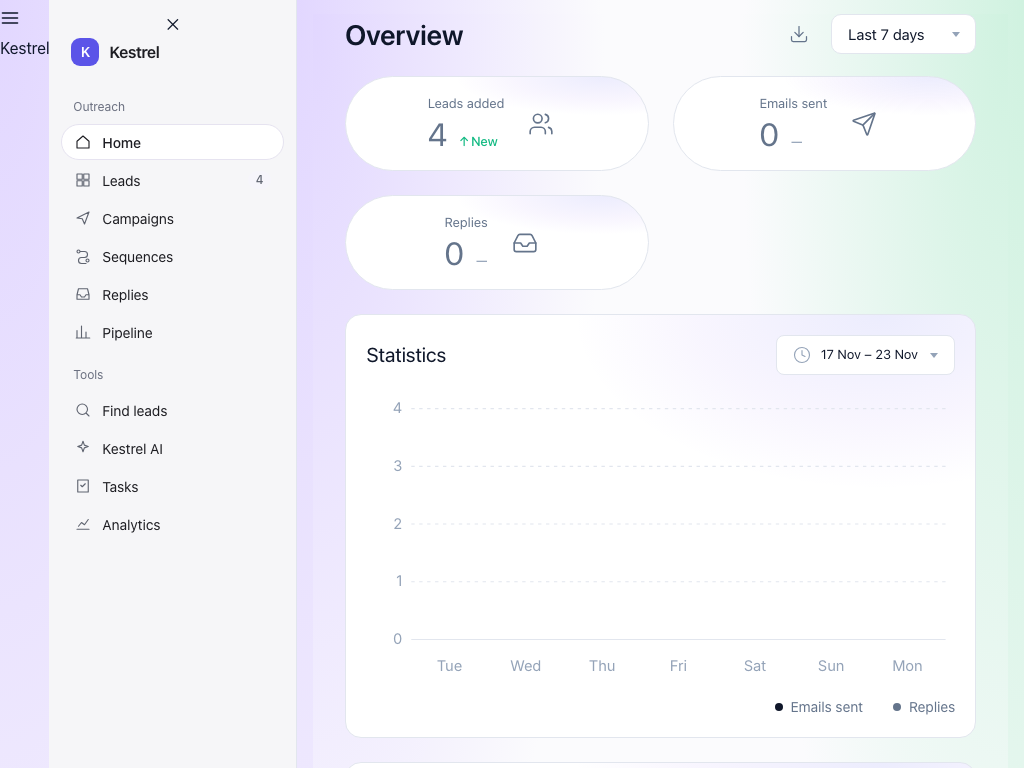 Kestrel
K Kestrel
Outreach
Home
Leads 4
Campaigns
Sequences
Replies
Pipeline
Tools
Find leads
Kestrel AI
Tasks
Analytics
Overview
Last 7 days
Leads added
4 ↑ New
Emails sent
0 –
Replies
0 –
Statistics
17 Nov – 23 Nov
4
3
2
1
0
Tue Wed Thu Fri Sat Sun Mon
Emails sent Replies